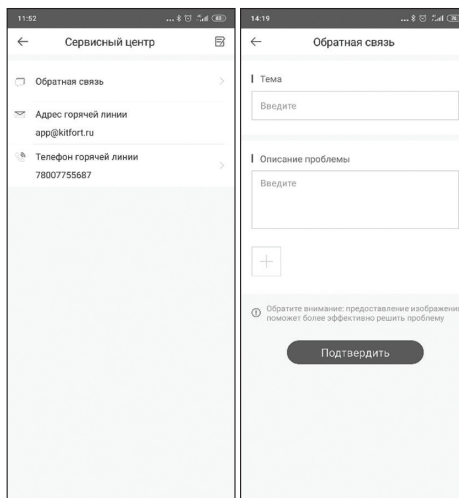 11:52
Сервисный центр
Обратная связь
Адрес горячей линии
app@kitfort.ru
Телефон горячей линии
78007755687
14:19
Обратная связь
Тема
Введите
Описание проблемы
Введите
Обратите внимание: предоставление изображения
поможет более эффективно решить проблему
Подтвердить